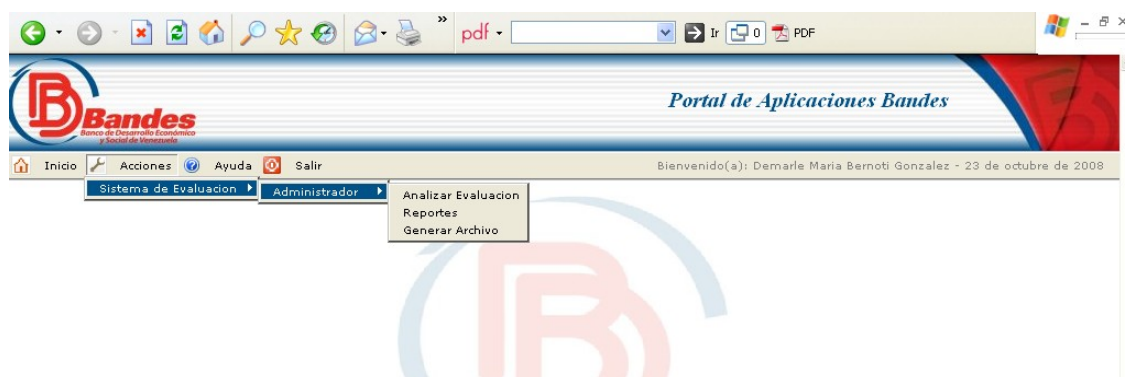 » pdf Ir 0 PDF
Bandes
Banco de Desarrollo Económico
y Social de Venezuela
Portal de Aplicaciones Bandes
Inicio Acciones Ayuda Salir Bienvenido(a): Demarle Maria Bernoti Gonzalez - 23 de octubre de 2008
Sistema de Evaluacion Administrador Analizar Evaluacion
Reportes
Generar Archivo